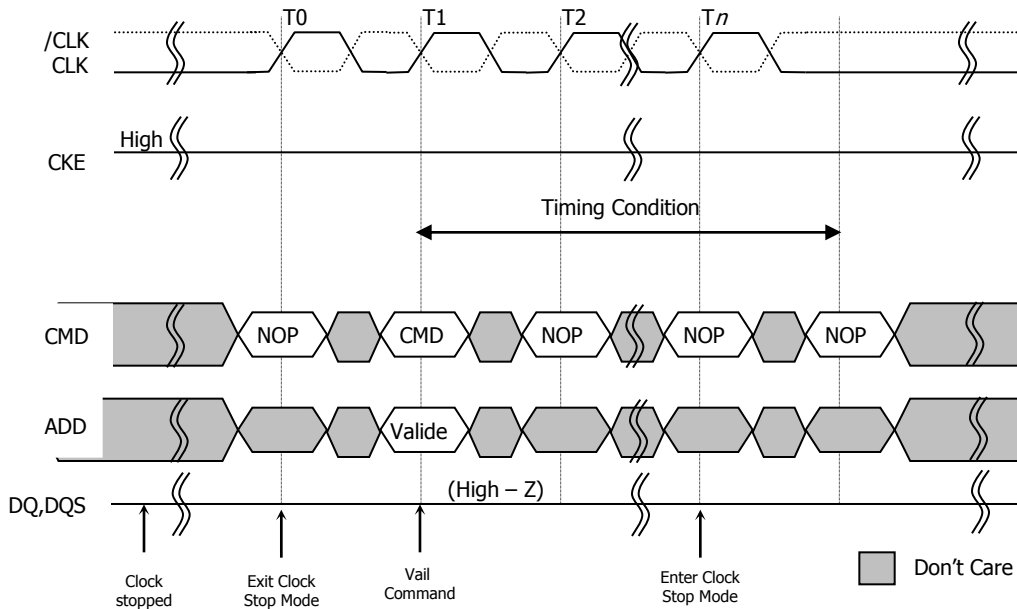 T0 T1 T2 Tn
/CLK
CLK
High
CKE
Timing Condition
CMD NOP CMD NOP NOP NOP
ADD Valide
(High – Z)
DQ,DQS
Clock
stopped
Exit Clock
Stop Mode
Vail
Command
Enter Clock
Stop Mode
Don't Care